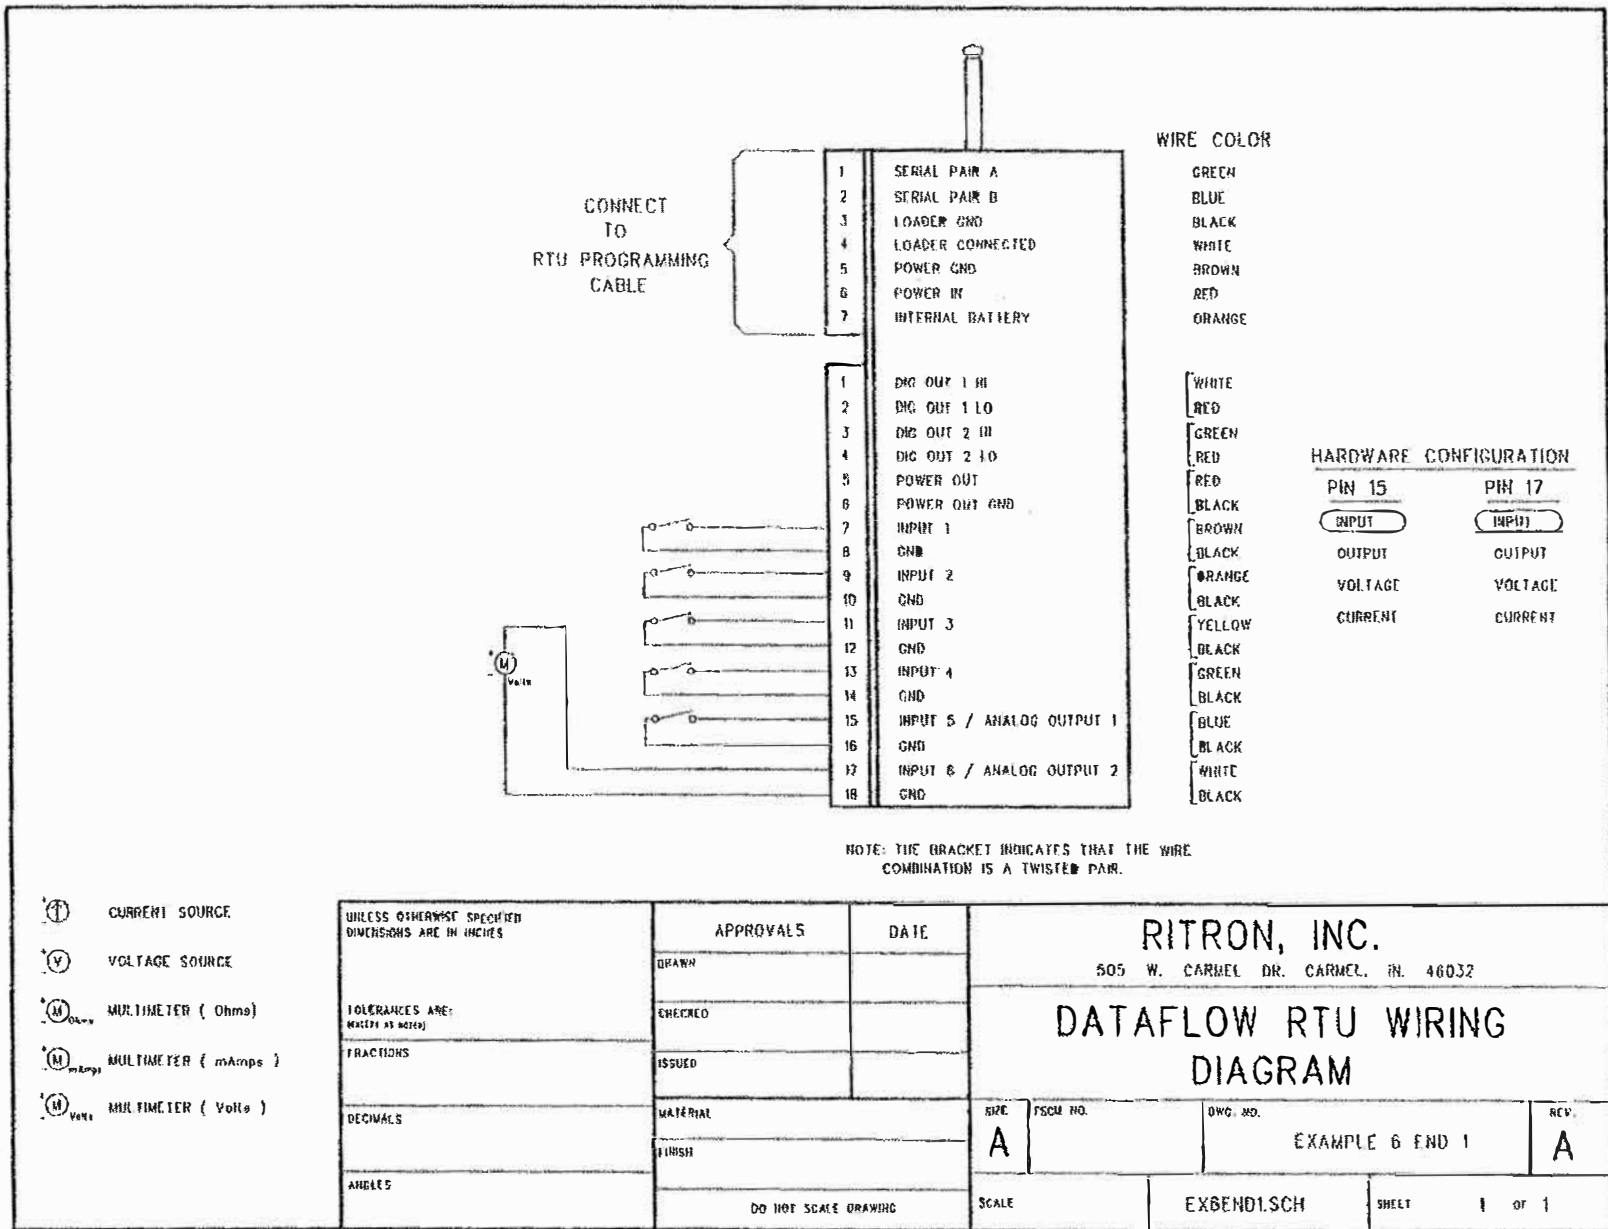 WIRE COLOR
CONNECT
TO
RTU PROGRAMMING
CABLE
1 SERIAL PAIR A GREEN
2 SERIAL PAIR B BLUE
3 LOADER GND BLACK
4 LOADER CONNECTED WHITE
5 POWER GND BROWN
6 POWER IN RED
7 INTERNAL BATTERY ORANGE
1 DIG OUT 1 HI WHITE
2 DIG OUT 1 LO RED
3 DIG OUT 2 HI GREEN
4 DIG OUT 2 LO RED
5 POWER OUT RED
6 POWER OUT GND BLACK
7 INPUT 1 BROWN
8 GND BLACK
9 INPUT 2 ORANGE
10 GND BLACK
11 INPUT 3 YELLOW
12 GND BLACK
13 INPUT 4 GREEN
14 GND BLACK
15 INPUT 5 / ANALOG OUTPUT 1 BLUE
16 GND BLACK
17 INPUT 6 / ANALOG OUTPUT 2 WHITE
18 GND BLACK
HARDWARE CONFIGURATION
PIN 15 PIN 17
INPUT INPUT
OUTPUT OUTPUT
VOLTAGE VOLTAGE
CURRENT CURRENT
+ M
- Volts
NOTE: THE BRACKET INDICATES THAT THE WIRE
COMBINATION IS A TWISTED PAIR.
CURRENT SOURCE
V VOLTAGE SOURCE
M Ohms MULTIMETER ( Ohms)
M mAmps MULTIMETER ( mAmps )
M Volts MULTIMETER ( Volts )
UNLESS OTHERWISE SPECIFIED
DIMENSIONS ARE IN INCHES
TOLERANCES ARE:
(EXCEPT AS NOTED)
FRACTIONS
DECIMALS
ANGLES
APPROVALS DATE
DRAWN
CHECKED
ISSUED
MATERIAL
FINISH
DO NOT SCALE DRAWING
RITRON, INC.
505 W. CARMEL DR. CARMEL, IN. 46032
DATAFLOW RTU WIRING
DIAGRAM
SIZE A
FSCM NO.
DWG. NO. EXAMPLE 6 END 1
REV. A
SCALE
EX6END1.SCH
SHEET 1 OF 1